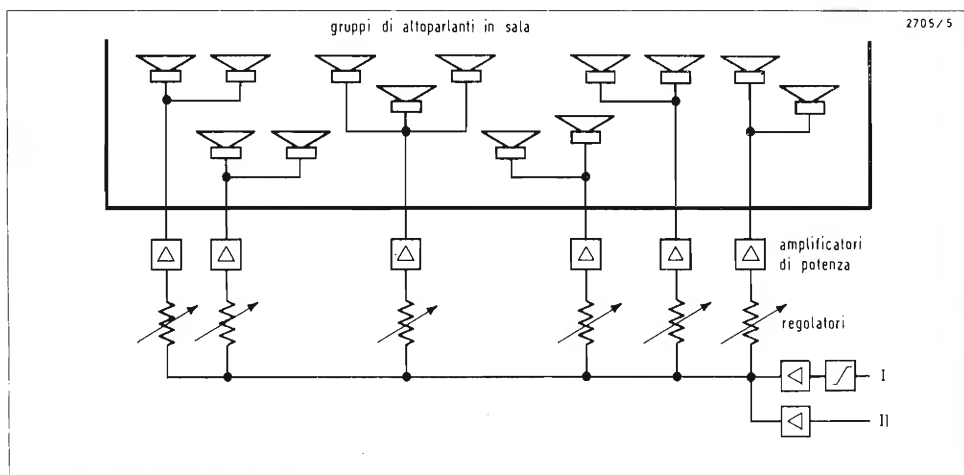 gruppi di altoparlanti in sala
2705/5
amplificatori
di potenza
regolatori
I
II